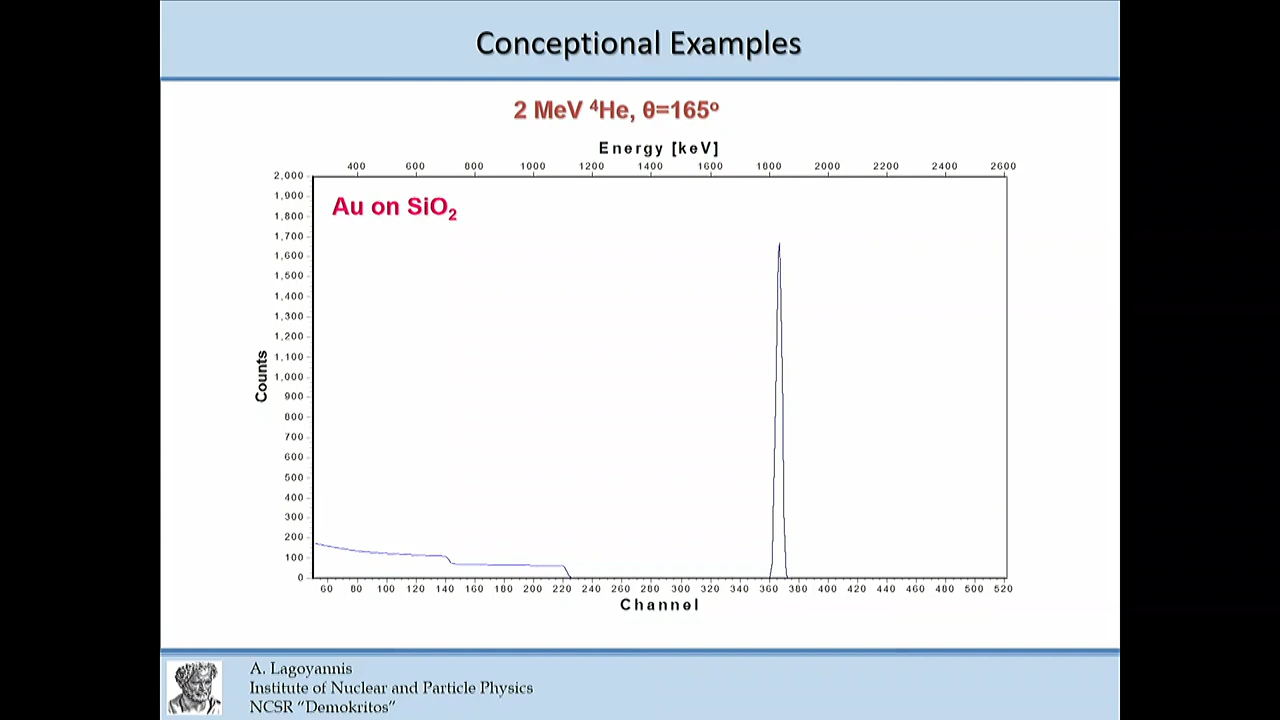 Conceptional Examples
2 MeV ⁴He, θ=165º
Energy [keV]
400 600 800 1000 1200 1400 1600 1800 2000 2200 2400 2600
Au on SiO₂
2,000
1,900
1,800
1,700
1,600
1,500
1,400
1,300
1,200
1,100
1,000
900
800
700
600
500
400
300
200
100
0
Counts
60 80 100 120 140 160 180 200 220 240 260 280 300 320 340 360 380 400 420 440 460 480 500 520
Channel
A. Lagoyannis
Institute of Nuclear and Particle Physics
NCSR “Demokritos”